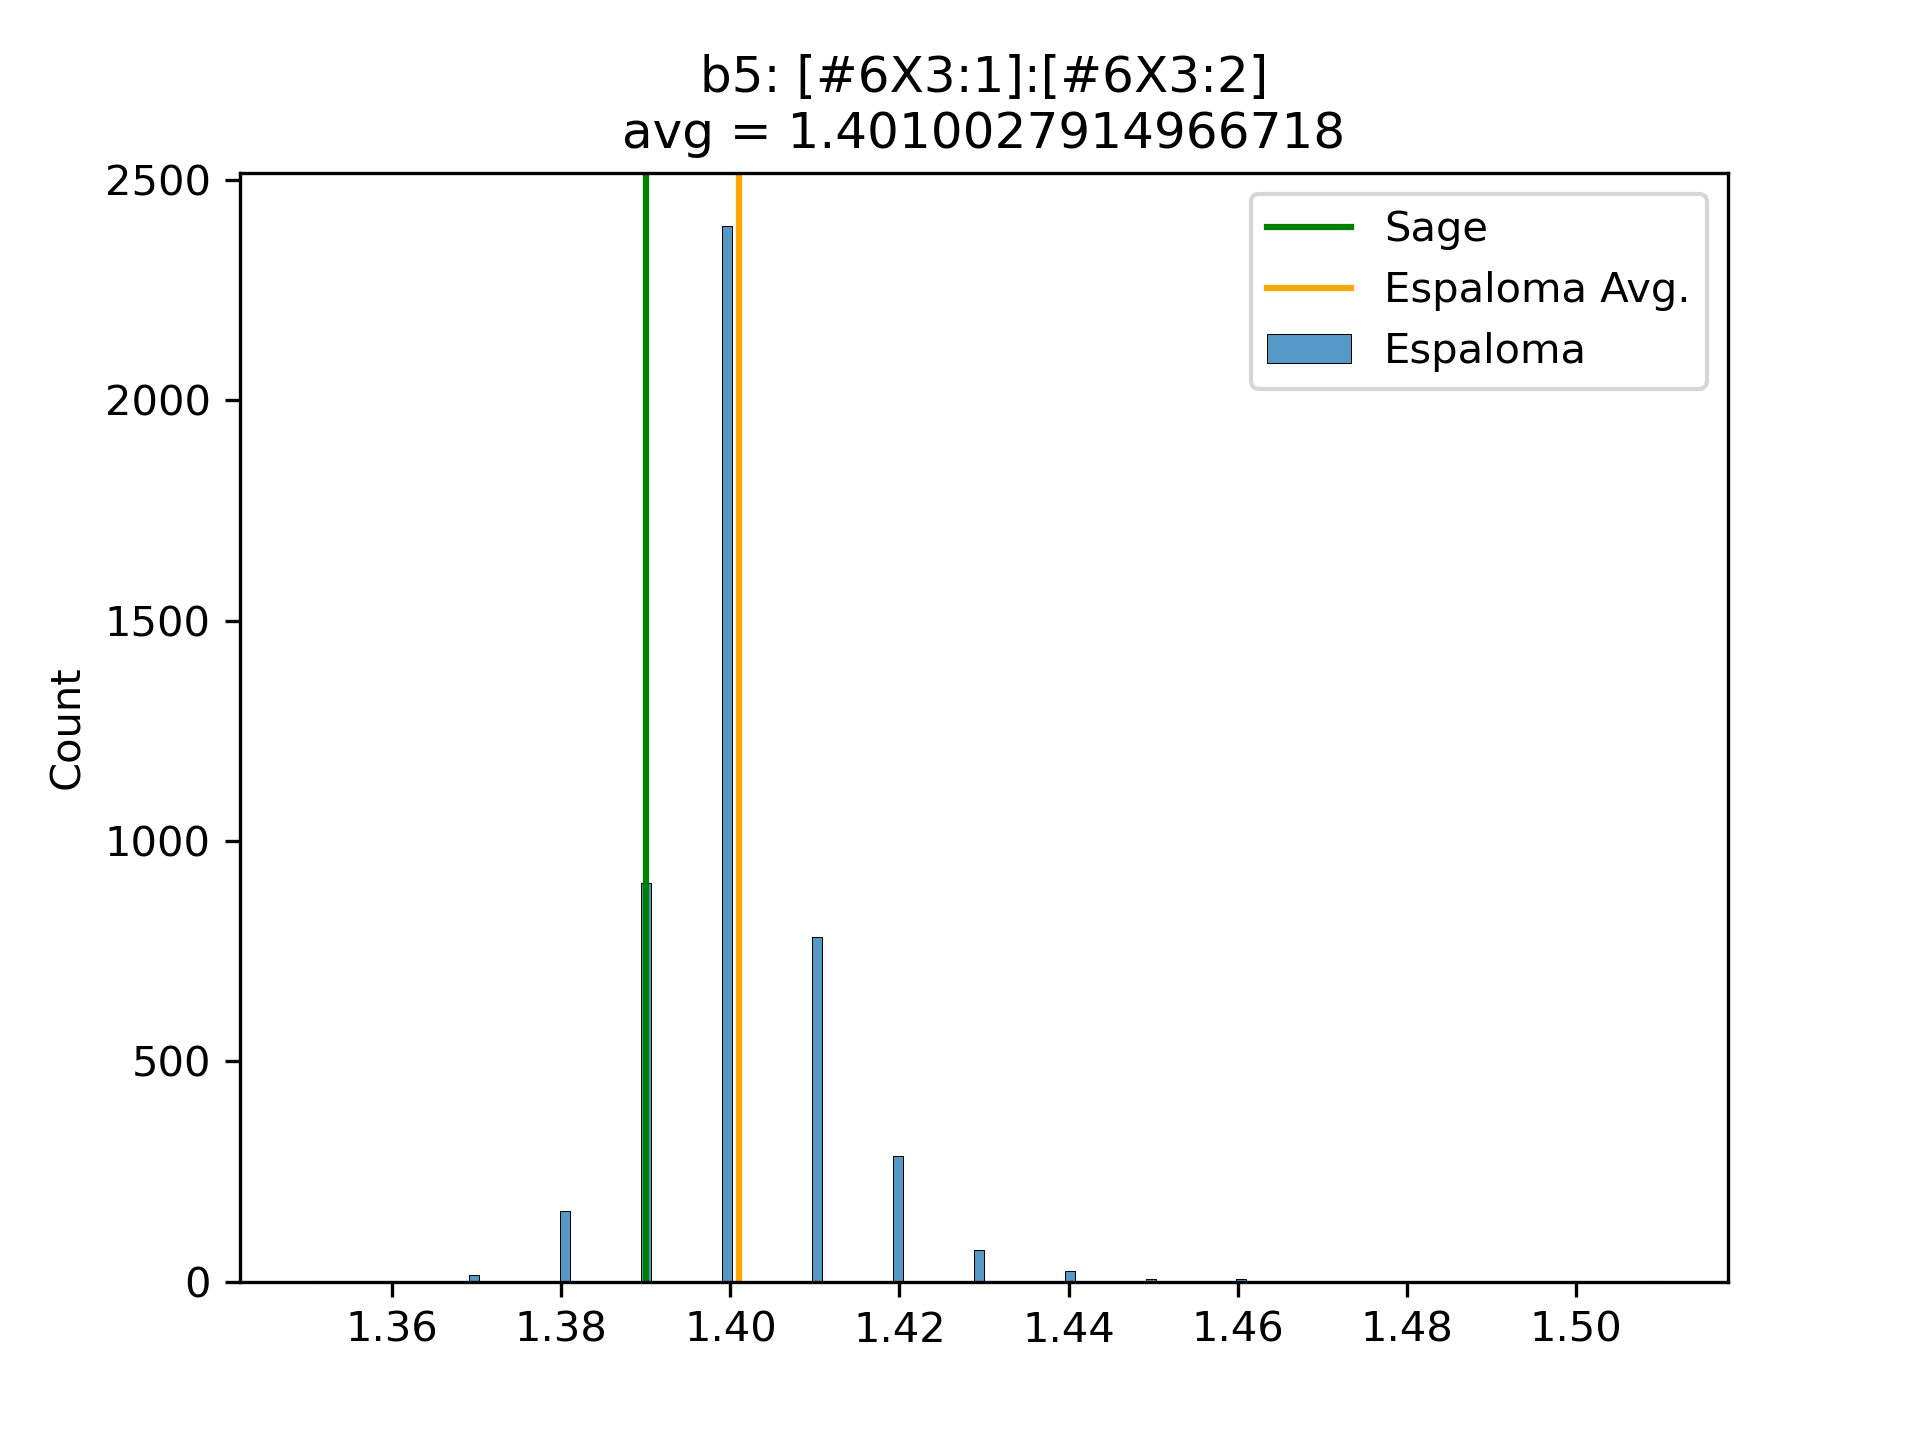 b5: [#6X3:1]:[#6X3:2]
avg = 1.4010027914966718
2500
2000
1500
1000
500
0
Count
Sage
Espaloma Avg.
Espaloma
1.36 1.38 1.40 1.42 1.44 1.46 1.48 1.50